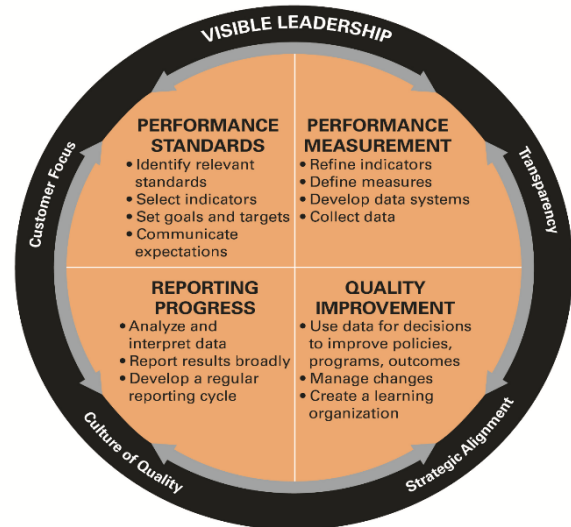 VISIBLE LEADERSHIP
Customer Focus
Transparency
PERFORMANCE
STANDARDS
• Identify relevant
standards
• Select indicators
• Set goals and targets
• Communicate
expectations
PERFORMANCE
MEASUREMENT
• Refine indicators
• Define measures
• Develop data systems
• Collect data
REPORTING
PROGRESS
• Analyze and
interpret data
• Report results broadly
• Develop a regular
reporting cycle
QUALITY
IMPROVEMENT
• Use data for decisions
to improve policies,
programs, outcomes
• Manage changes
• Create a learning
organization
Culture of Quality
Strategic Alignment